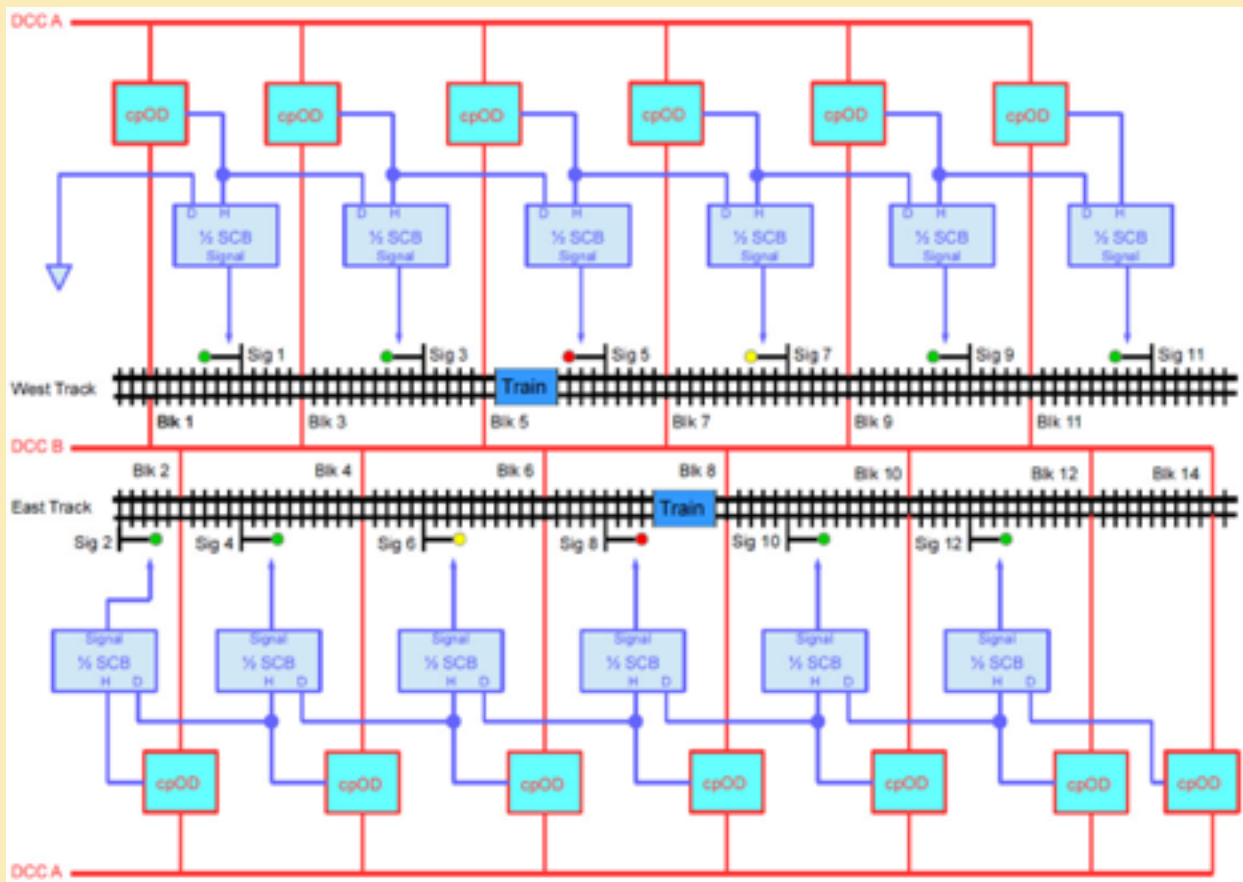 DCC A
cpOD cpOD cpOD cpOD cpOD cpOD
D H D H D H D H D H D H
½ SCB ½ SCB ½ SCB ½ SCB ½ SCB ½ SCB
Signal Signal Signal Signal Signal Signal
Sig 1 Sig 3 Sig 5 Sig 7 Sig 9 Sig 11
West Track Train
Blk 1 Blk 3 Blk 5 Blk 7 Blk 9 Blk 11
DCC B
Blk 2 Blk 4 Blk 6 Blk 8 Blk 10 Blk 12 Blk 14
East Track Train
Sig 2 Sig 4 Sig 6 Sig 8 Sig 10 Sig 12
Signal Signal Signal Signal Signal Signal
½ SCB ½ SCB ½ SCB ½ SCB ½ SCB ½ SCB
H D H D H D H D H D H D
cpOD cpOD cpOD cpOD cpOD cpOD cpOD
DCC A